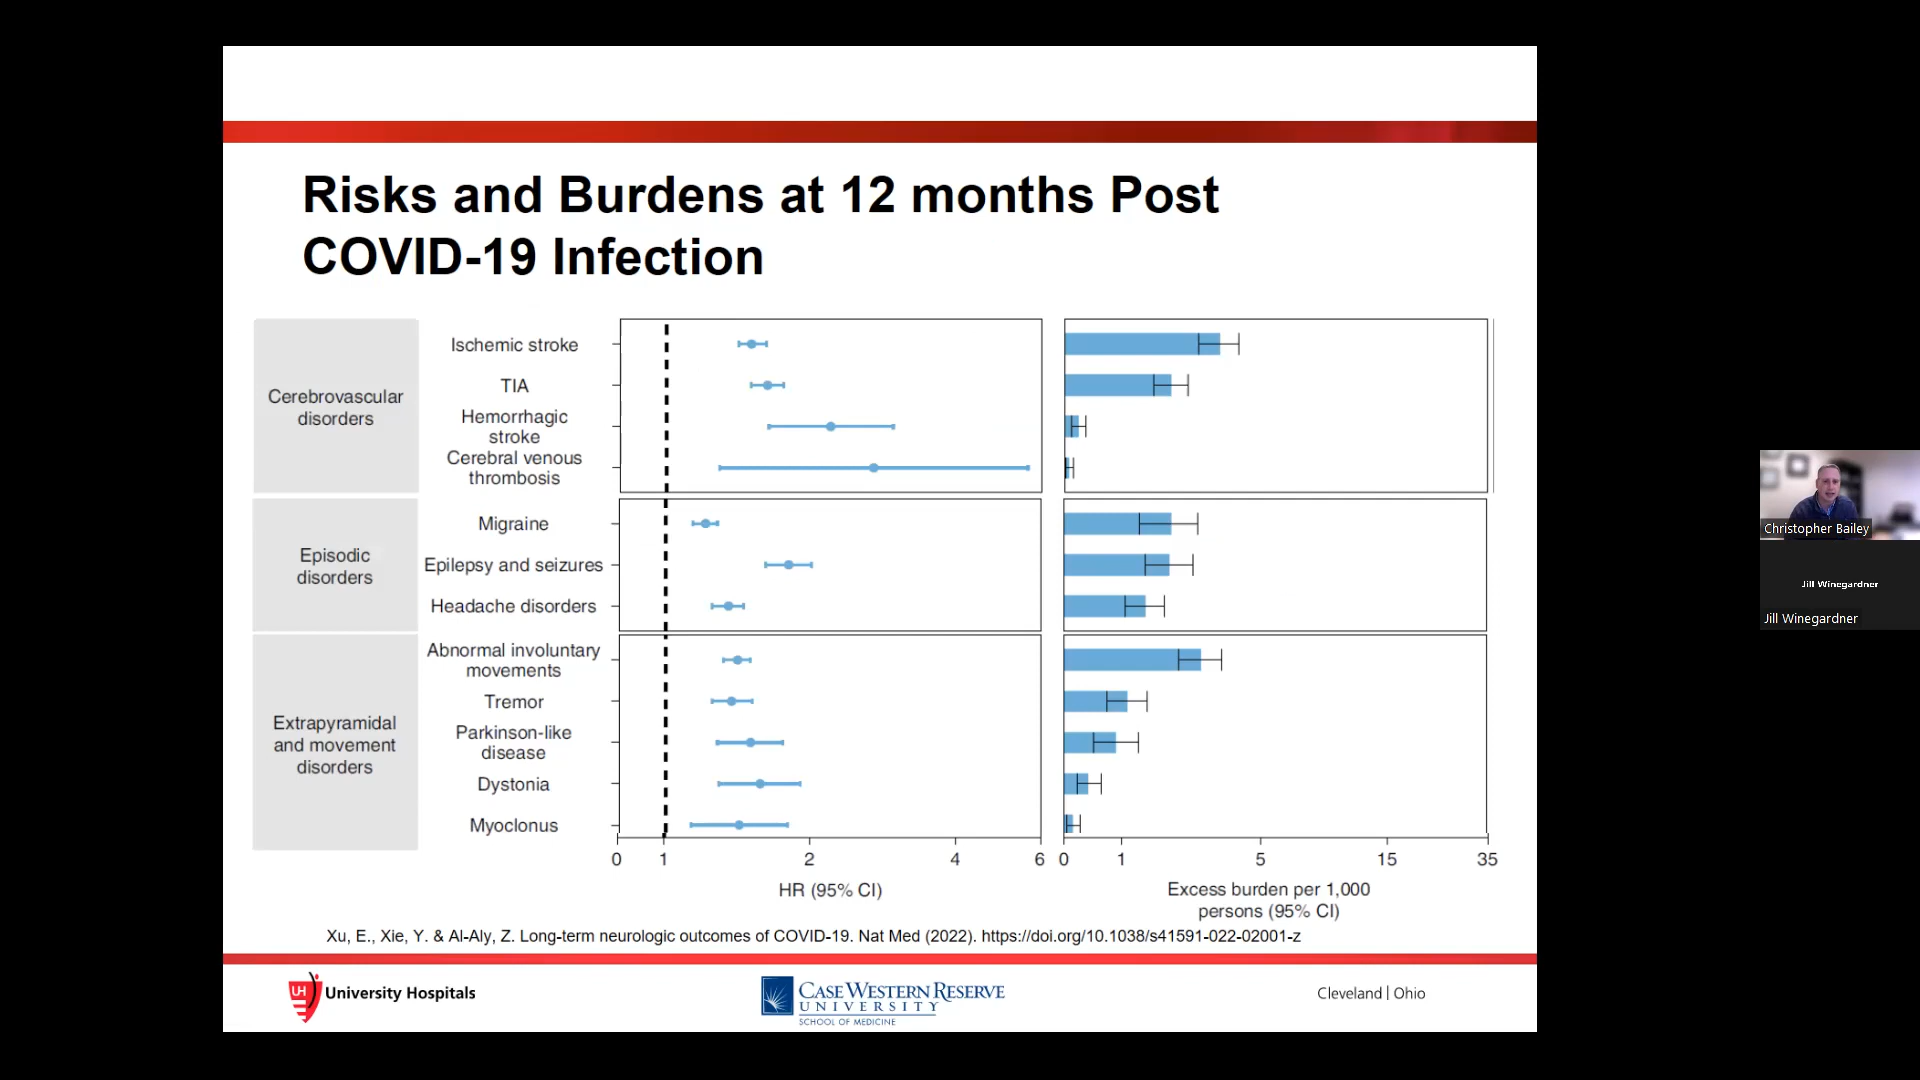 Risks and Burdens at 12 months Post
COVID-19 Infection
Cerebrovascular
disorders
Ischemic stroke
TIA
Hemorrhagic
stroke
Cerebral venous
thrombosis
Episodic
disorders
Migraine
Epilepsy and seizures
Headache disorders
Extrapyramidal
and movement
disorders
Abnormal involuntary
movements
Tremor
Parkinson-like
disease
Dystonia
Myoclonus
0 1 2 4 6
HR (95% CI)
0 1 5 15 35
Excess burden per 1,000
persons (95% CI)
Xu, E., Xie, Y. & Al-Aly, Z. Long-term neurologic outcomes of COVID-19. Nat Med (2022). https://doi.org/10.1038/s41591-022-02001-z
UH University Hospitals
CASE WESTERN RESERVE
UNIVERSITY
SCHOOL OF MEDICINE
Cleveland | Ohio
Christopher Bailey
Jill Winegardner
Jill Winegardner